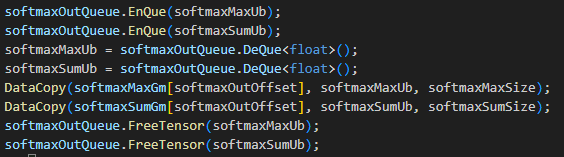 softmaxOutQueue.EnQue(softmaxMaxUb);
softmaxOutQueue.EnQue(softmaxSumUb);
softmaxMaxUb = softmaxOutQueue.DeQue<float>();
softmaxSumUb = softmaxOutQueue.DeQue<float>();
DataCopy(softmaxMaxGm[softmaxOutOffset], softmaxMaxUb, softmaxMaxSize);
DataCopy(softmaxSumGm[softmaxOutOffset], softmaxSumUb, softmaxSumSize);
softmaxOutQueue.FreeTensor(softmaxMaxUb);
softmaxOutQueue.FreeTensor(softmaxSumUb);